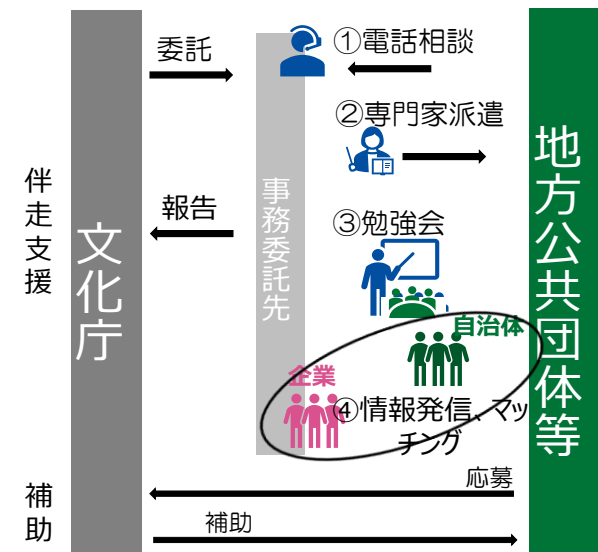 委託
①電話相談
②専門家派遣
伴走支援
報告
文化庁
事務委託先
③勉強会
地方公共団体等
自治体
企業
④情報発信、マッ
チング
応募
補助
補助